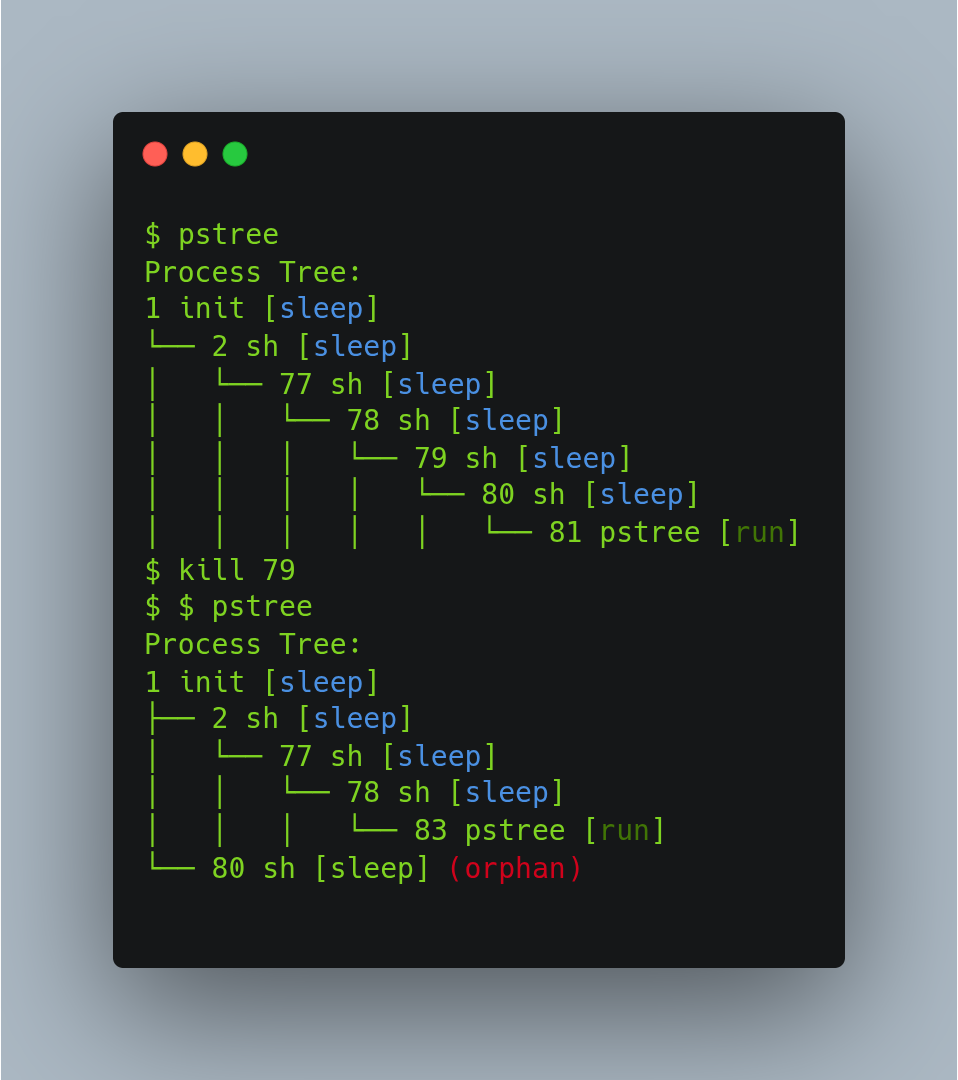 $ pstree
Process Tree:
1 init [sleep]
└── 2 sh [sleep]
│   └── 77 sh [sleep]
│   │   └── 78 sh [sleep]
│   │   │   └── 79 sh [sleep]
│   │   │   │   └── 80 sh [sleep]
│   │   │   │   │   └── 81 pstree [run]
$ kill 79
$ $ pstree
Process Tree:
1 init [sleep]
├── 2 sh [sleep]
│   └── 77 sh [sleep]
│   │   └── 78 sh [sleep]
│   │   │   └── 83 pstree [run]
└── 80 sh [sleep] (orphan)